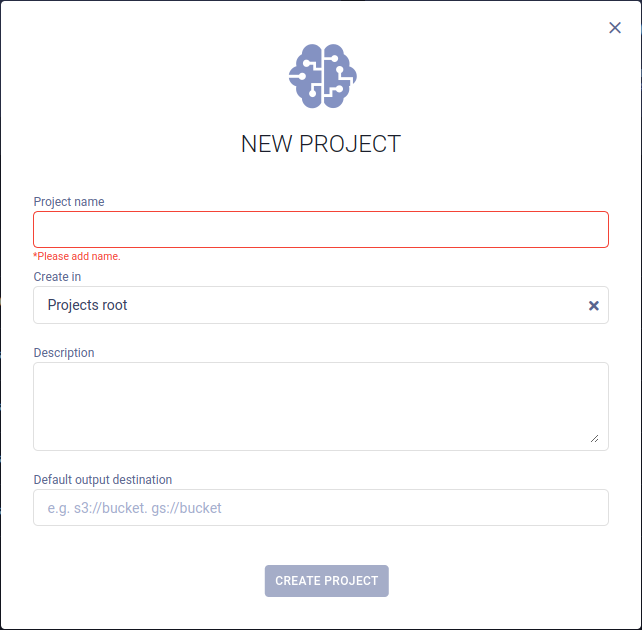 NEW PROJECT
Project name
*Please add name.
Create in
Projects root
Description
Default output destination
e.g. s3://bucket. gs://bucket
CREATE PROJECT